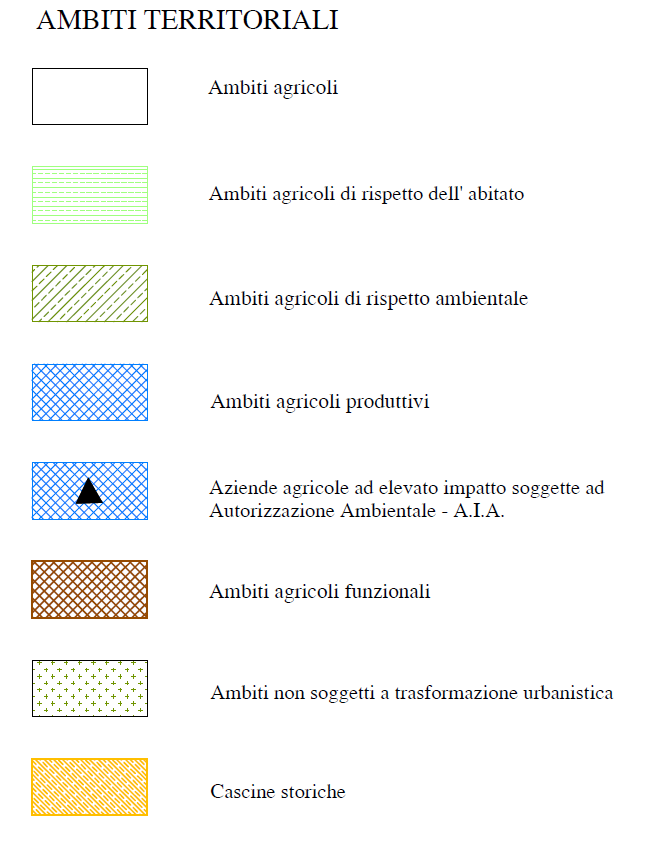 AMBITI TERRITORIALI
Ambiti agricoli
Ambiti agricoli di rispetto dell' abitato
Ambiti agricoli di rispetto ambientale
Ambiti agricoli produttivi
Aziende agricole ad elevato impatto soggette ad
Autorizzazione Ambientale - A.I.A.
Ambiti agricoli funzionali
Ambiti non soggetti a trasformazione urbanistica
Cascine storiche